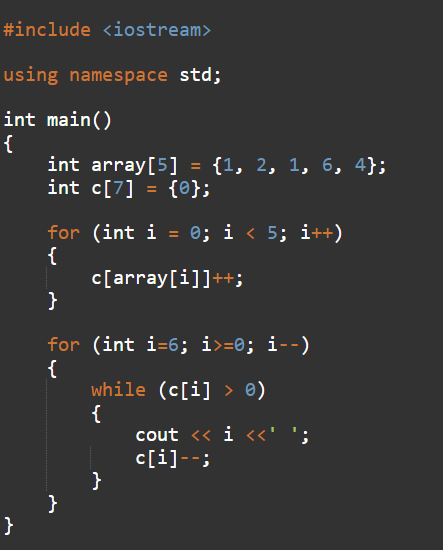 #include <iostream>
using namespace std;
int main()
{
    int array[5] = {1, 2, 1, 6, 4};
    int c[7] = {0};
    for (int i = 0; i < 5; i++)
    {
        c[array[i]]++;
    }
    for (int i=6; i>=0; i--)
    {
        while (c[i] > 0)
        {
            cout << i <<' ';
            c[i]--;
        }
    }
}